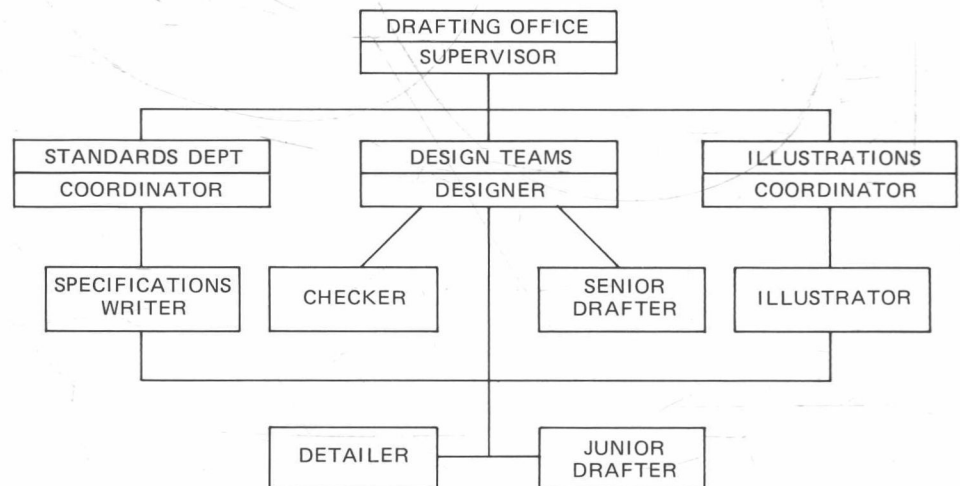 DRAFTING OFFICE
SUPERVISOR
STANDARDS DEPT
COORDINATOR
DESIGN TEAMS
DESIGNER
ILLUSTRATIONS
COORDINATOR
SPECIFICATIONS
WRITER
CHECKER
SENIOR
DRAFTER
ILLUSTRATOR
DETAILER
JUNIOR
DRAFTER